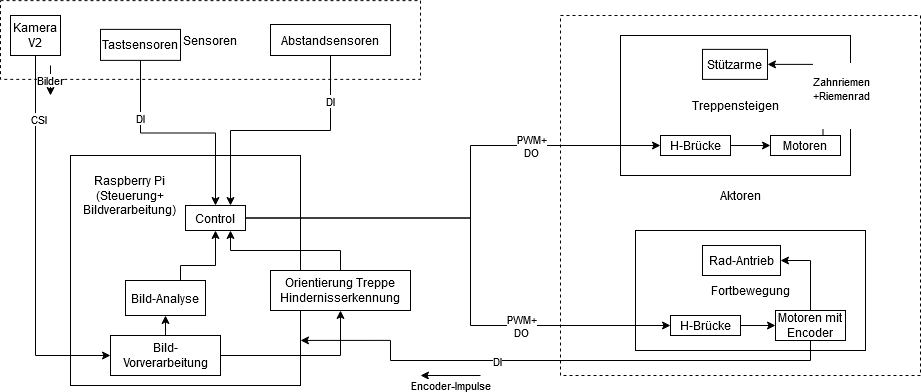 Kamera
V2
Tastsensoren
Sensoren
Abstandsensoren
Bilder
CSI
DI
DI
Stützarme
Zahnriemen
+Riemenrad
Treppensteigen
PWM+
DO
H-Brücke
Motoren
Raspberry Pi
(Steuerung+
Bildverarbeitung)
Control
Aktoren
Bild-Analyse
Orientierung Treppe
Hindernisserkennung
Rad-Antrieb
Fortbewegung
PWM+
DO
H-Brücke
Motoren mit
Encoder
Bild-
Vorverarbeitung
DI
Encoder-Impulse